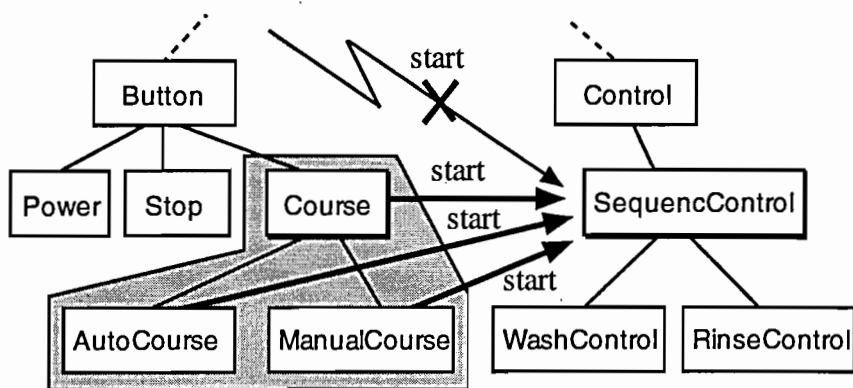 start
Button
Control
Power
Stop
Course
start
SequencControl
start
start
AutoCourse
ManualCourse
WashControl
RinseControl